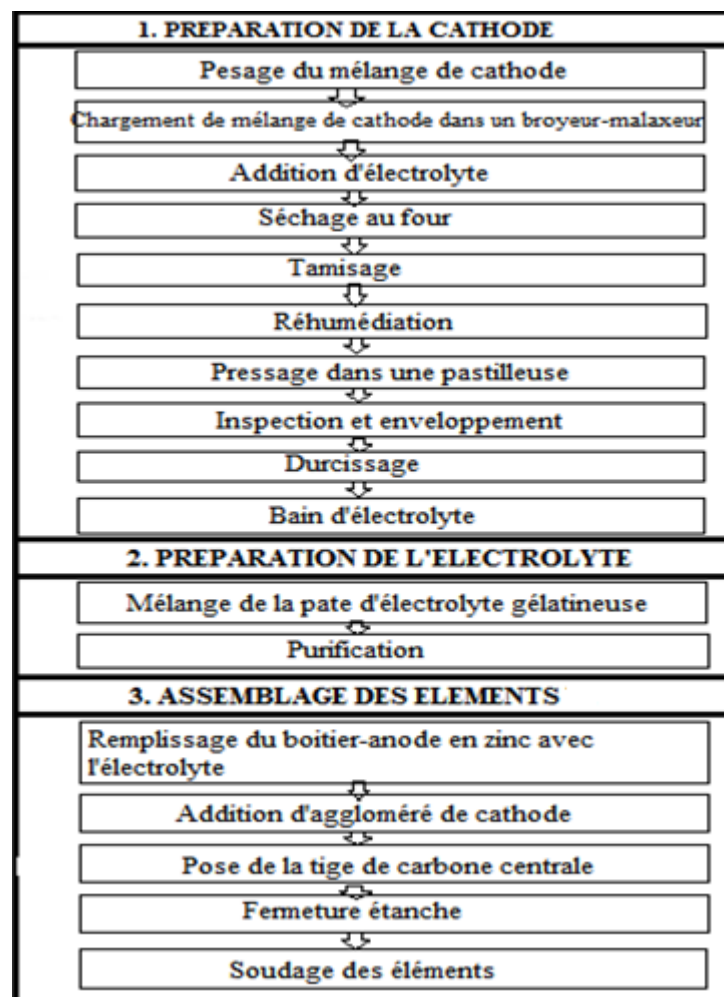 1. PREPARATION DE LA CATHODE
Pesage du mélange de cathode
Chargement de mélange de cathode dans un broyeur-malaxeur
Addition d'électrolyte
Séchage au four
Tamisage
Réhumédiation
Pressage dans une pastilleuse
Inspection et enveloppement
Durcissage
Bain d'électrolyte
2. PREPARATION DE L'ELECTROLYTE
Mélange de la pate d'électrolyte gélatineuse
Purification
3. ASSEMBLAGE DES ELEMENTS
Remplissage du boitier-anode en zinc avec
l'électrolyte
Addition d'aggloméré de cathode
Pose de la tige de carbone centrale
Fermeture étanche
Soudage des éléments